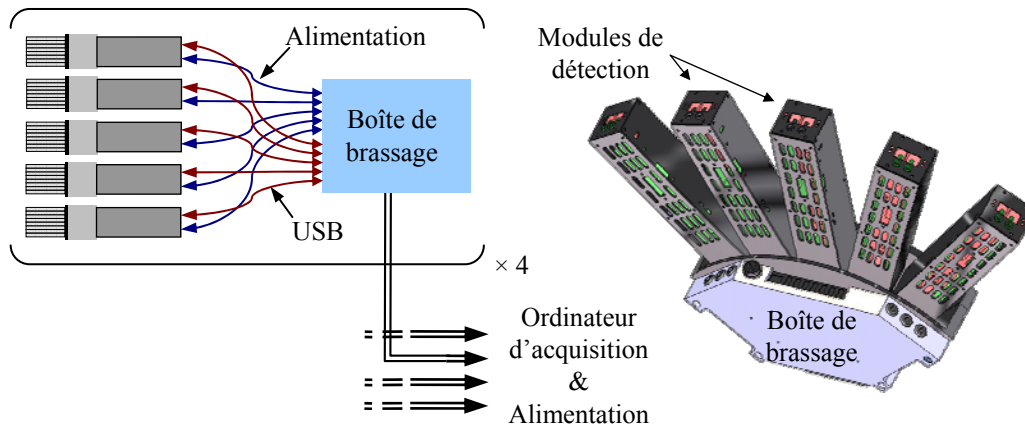 Alimentation
Boîte de
brassage
USB
× 4
Ordinateur
d’acquisition
&
Alimentation
Modules de
détection
Boîte de
brassage